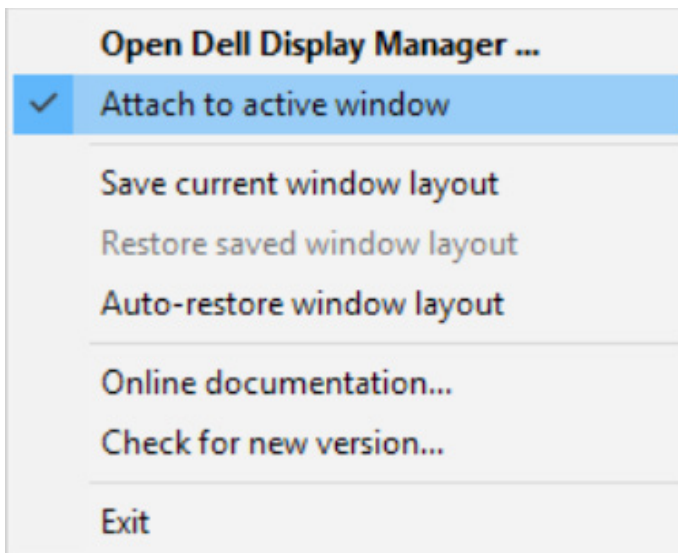 Open Dell Display Manager ...
Attach to active window
Save current window layout
Restore saved window layout
Auto-restore window layout
Online documentation...
Check for new version...
Exit